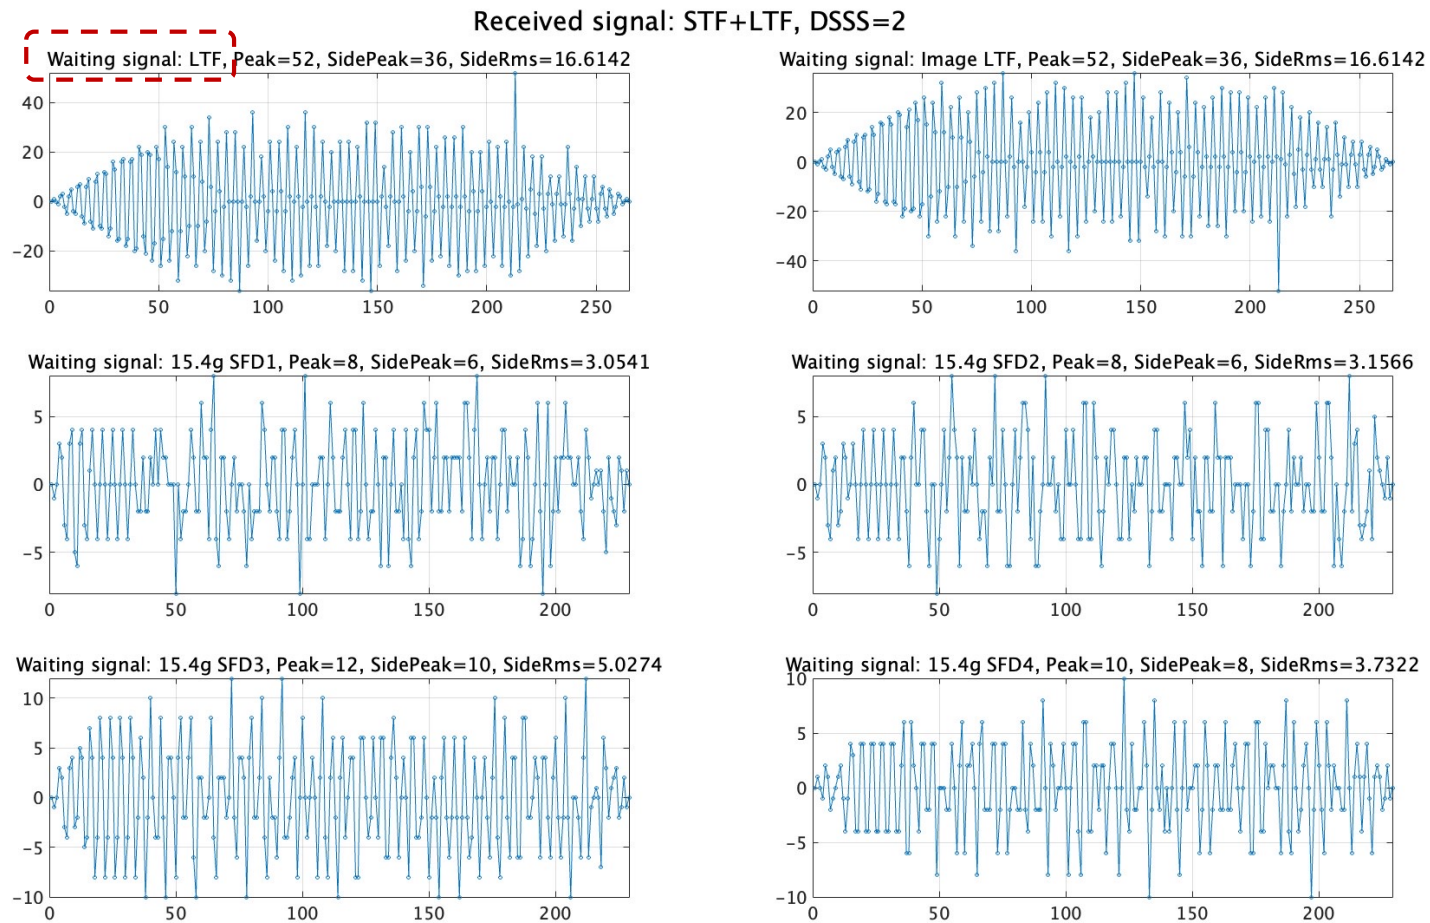 Received signal: STF+LTF, DSSS=2
Waiting signal: LTF, Peak=52, SidePeak=36, SideRms=16.6142
40
20
0
-20
0 50 100 150 200 250
Waiting signal: Image LTF, Peak=52, SidePeak=36, SideRms=16.6142
20
0
-20
-40
0 50 100 150 200 250
Waiting signal: 15.4g SFD1, Peak=8, SidePeak=6, SideRms=3.0541
5
0
-5
0 50 100 150 200
Waiting signal: 15.4g SFD2, Peak=8, SidePeak=6, SideRms=3.1566
5
0
-5
0 50 100 150 200
Waiting signal: 15.4g SFD3, Peak=12, SidePeak=10, SideRms=5.0274
10
5
0
-5
-10
0 50 100 150 200
Waiting signal: 15.4g SFD4, Peak=10, SidePeak=8, SideRms=3.7322
10
5
0
-5
-10
0 50 100 150 200